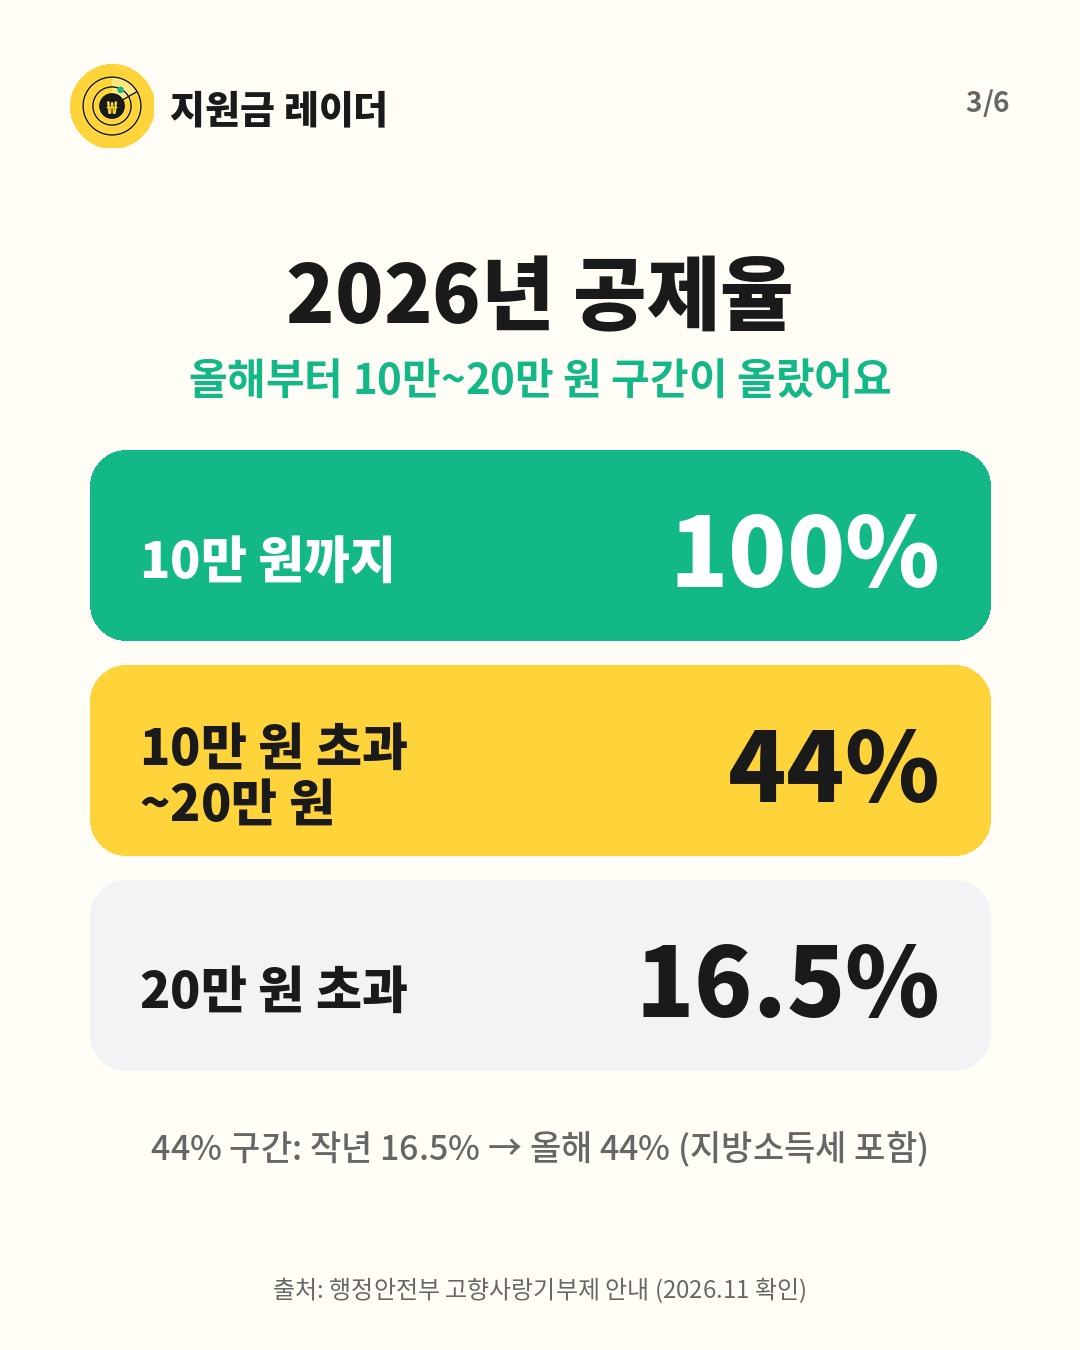 ₩
지원금 레이더
3/6
2026년 공제율
올해부터 10만~20만 원 구간이 올랐어요
10만 원까지
100%
10만 원 초과
~20만 원
44%
20만 원 초과
16.5%
44% 구간: 작년 16.5% → 올해 44% (지방소득세 포함)
출처: 행정안전부 고향사랑기부제 안내 (2026.11 확인)